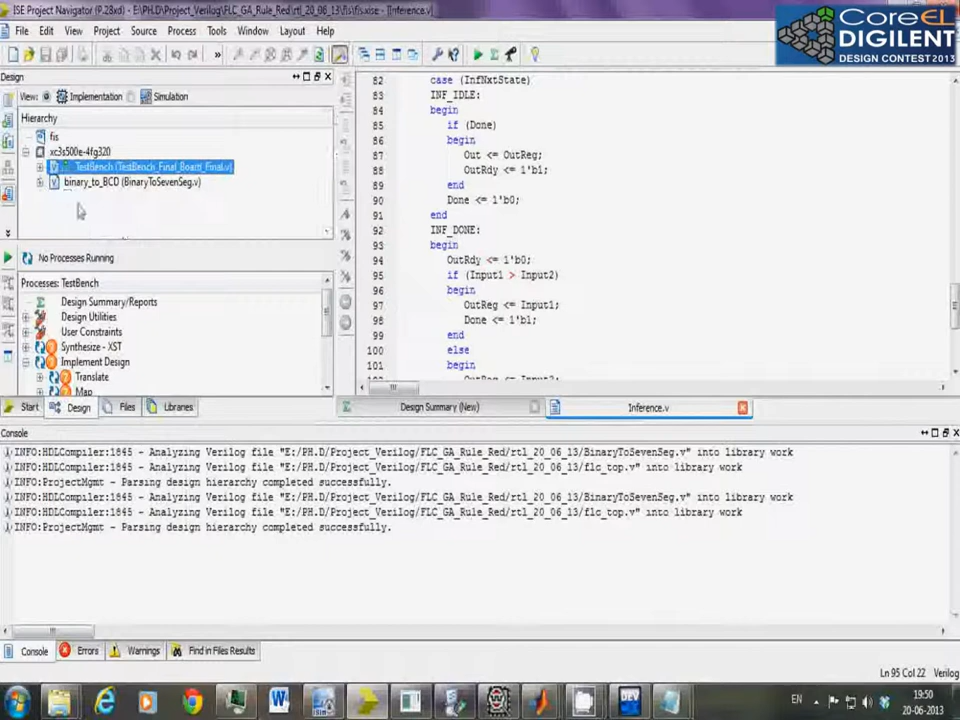 ISE Project Navigator (P.28xd) - E:\PH.D\Project_Verilog\FLC_GA_Rule_Red\rtl_20_06_13\fis\fis.xise - [Inference.v]
CoreEL
DIGILENT
DESIGN CONTEST 2013
File Edit View Project Source Process Tools Window Layout Help
Design
View: Implementation Simulation
Hierarchy
fis
xc3s500e-4fg320
TestBench (TestBench_Final_Board_Final.v)
binary_to_BCD (BinaryToSevenSeg.v)
No Processes Running
Processes: TestBench
Design Summary/Reports
Design Utilities
User Constraints
Synthesize - XST
Implement Design
Translate
Map
Start Design Files Libraries
82 case (InfNxtState)
83 INF_IDLE:
84 begin
85 if (Done)
86 begin
87 Out <= OutReg;
88 OutRdy <= 1'b1;
89 end
90 Done <= 1'b0;
91 end
92 INF_DONE:
93 begin
94 OutRdy <= 1'b0;
95 if (Input1 > Input2)
96 begin
97 OutReg <= Input1;
98 Done <= 1'b1;
99 end
100 else
101 begin
Design Summary (New) Inference.v
Console
INFO:HDLCompiler:1845 - Analyzing Verilog file "E:/PH.D/Project_Verilog/FLC_GA_Rule_Red/rtl_20_06_13/BinaryToSevenSeg.v" into library work
INFO:HDLCompiler:1845 - Analyzing Verilog file "E:/PH.D/Project_Verilog/FLC_GA_Rule_Red/rtl_20_06_13/flc_top.v" into library work
INFO:ProjectMgmt - Parsing design hierarchy completed successfully.
INFO:HDLCompiler:1845 - Analyzing Verilog file "E:/PH.D/Project_Verilog/FLC_GA_Rule_Red/rtl_20_06_13/BinaryToSevenSeg.v" into library work
INFO:HDLCompiler:1845 - Analyzing Verilog file "E:/PH.D/Project_Verilog/FLC_GA_Rule_Red/rtl_20_06_13/flc_top.v" into library work
INFO:ProjectMgmt - Parsing design hierarchy completed successfully.
Console Errors Warnings Find in Files Results
Ln 95 Col 22 Verilog
DEV
EN
19:50
20-06-2013